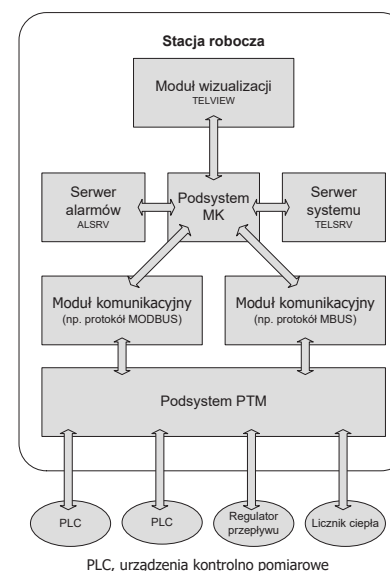 Stacja robocza
Moduł wizualizacji
TELVIEW
Serwer
alarmów
ALSRV
Podsystem
MK
Serwer
systemu
TELSRV
Moduł komunikacyjny
(np. protokół MODBUS)
Moduł komunikacyjny
(np. protokół MBUS)
Podsystem PTM
PLC
PLC
Regulator
przepływu
Licznik ciepła
PLC, urządzenia kontrolno pomiarowe